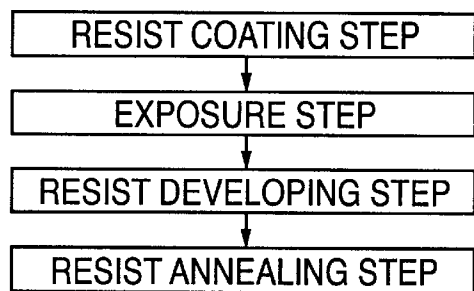 RESIST COATING STEP
EXPOSURE STEP
RESIST DEVELOPING STEP
RESIST ANNEALING STEP